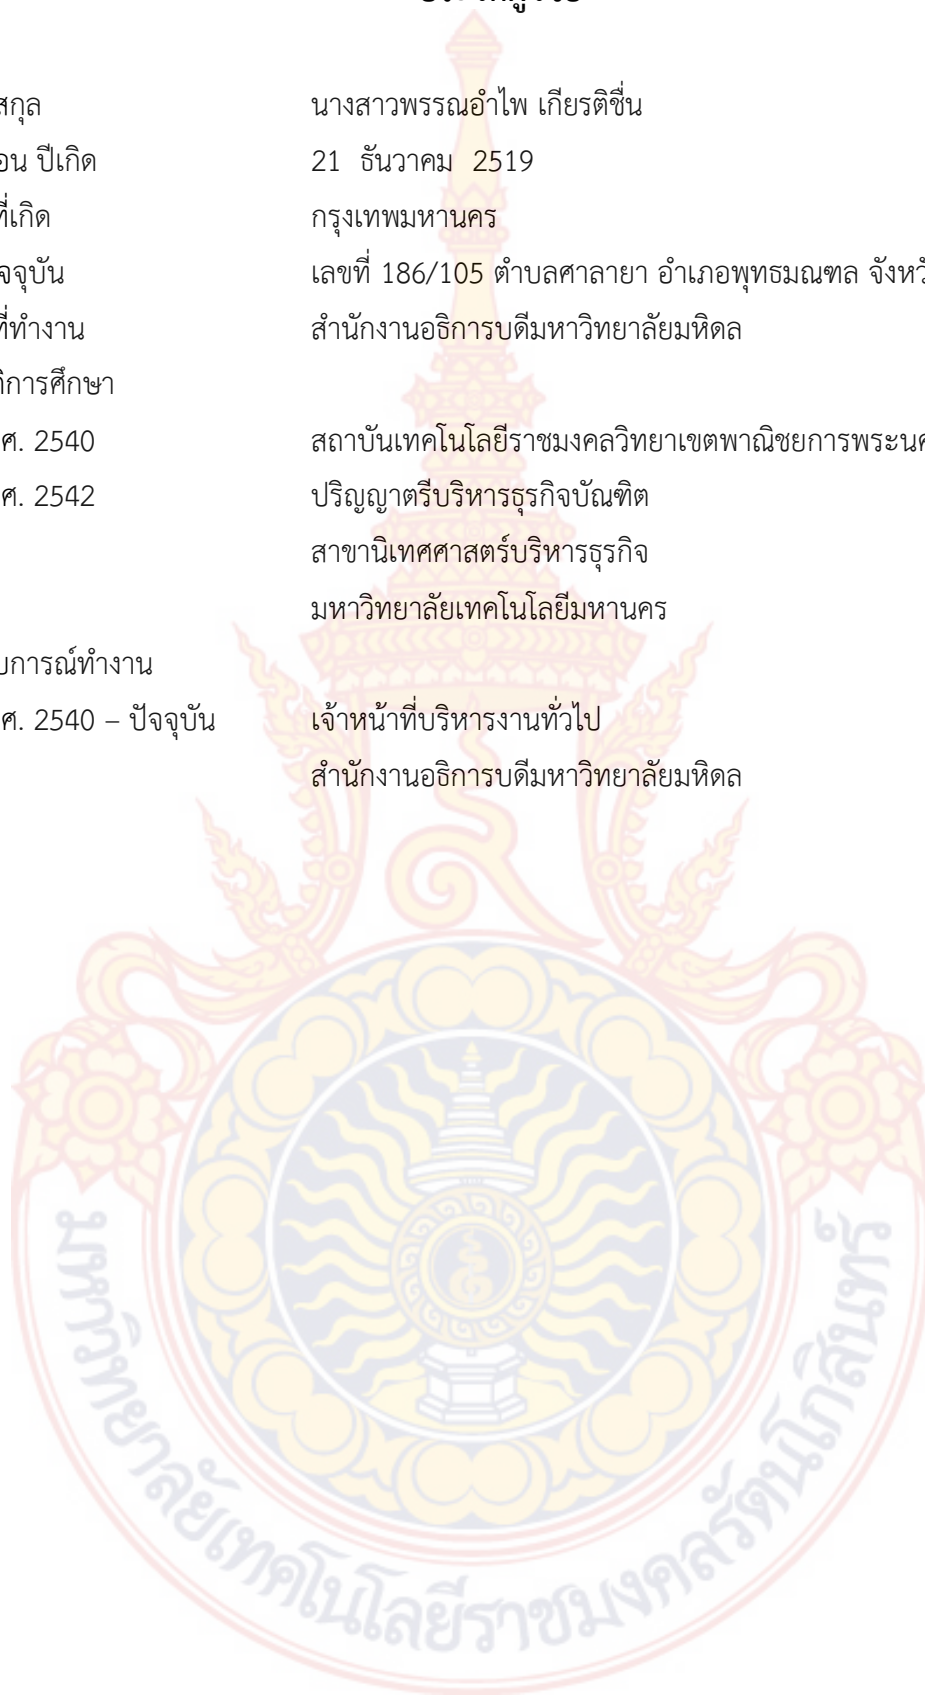 สกุล นางสาวพรรณอำไพ เกียรติชื่น
อน ปีเกิด 21 ธันวาคม 2519
ที่เกิด กรุงเทพมหานคร
จจุบัน เลขที่ 186/105 ตำบลศาลายา อำเภอพุทธมณฑล จังหว
ที่ทำงาน สำนักงานอธิการบดีมหาวิทยาลัยมหิดล
ติการศึกษา
ศ. 2540 สถาบันเทคโนโลยีราชมงคลวิทยาเขตพาณิชยการพระนค
ศ. 2542 ปริญญาตรีบริหารธุรกิจบัณฑิต
สาขานิเทศศาสตร์บริหารธุรกิจ
มหาวิทยาลัยเทคโนโลยีมหานคร
บการณ์ทำงาน
ศ. 2540 – ปัจจุบัน เจ้าหน้าที่บริหารงานทั่วไป
สำนักงานอธิการบดีมหาวิทยาลัยมหิดล
มหาวิทยาลัยเทคโนโลยีราชมงคลรัตนโกสินทร์